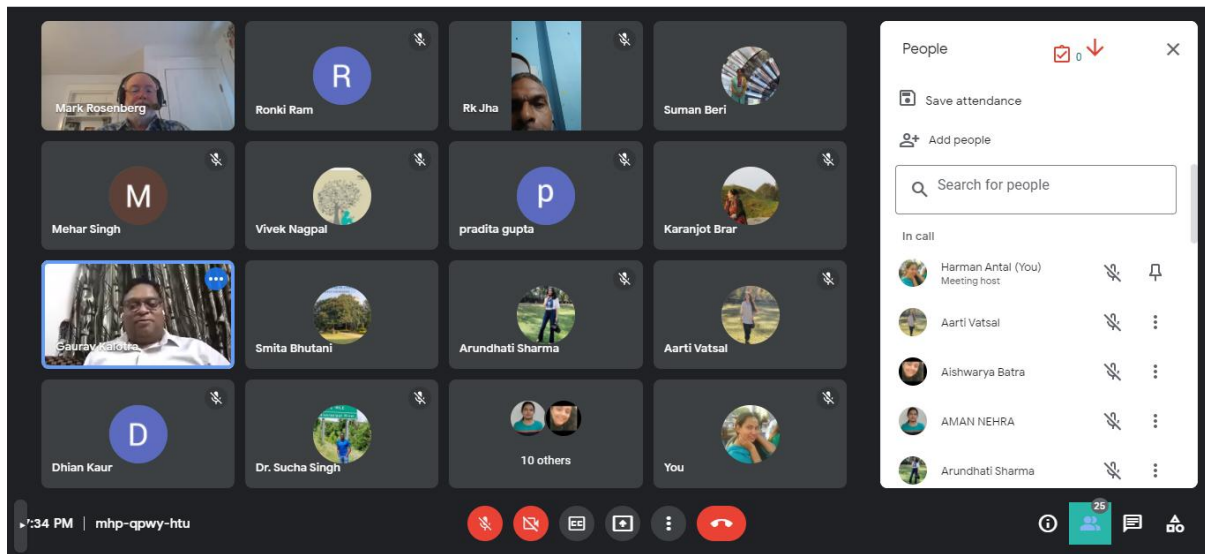 Mark Rosenberg
R
Ronki Ram
Rk Jha
Suman Beri
M
Mehar Singh
Vivek Nagpal
p
pradita gupta
Karanjot Brar
Gaurav Kalotra
Smita Bhutani
Arundhati Sharma
Aarti Vatsal
D
Dhian Kaur
Dr. Sucha Singh
10 others
You
:34 PM | mhp-qpwy-htu
CC
25
People
0
Save attendance
Add people
Search for people
In call
Harman Antal (You)
Meeting host
Aarti Vatsal
Aishwarya Batra
AMAN NEHRA
Arundhati Sharma